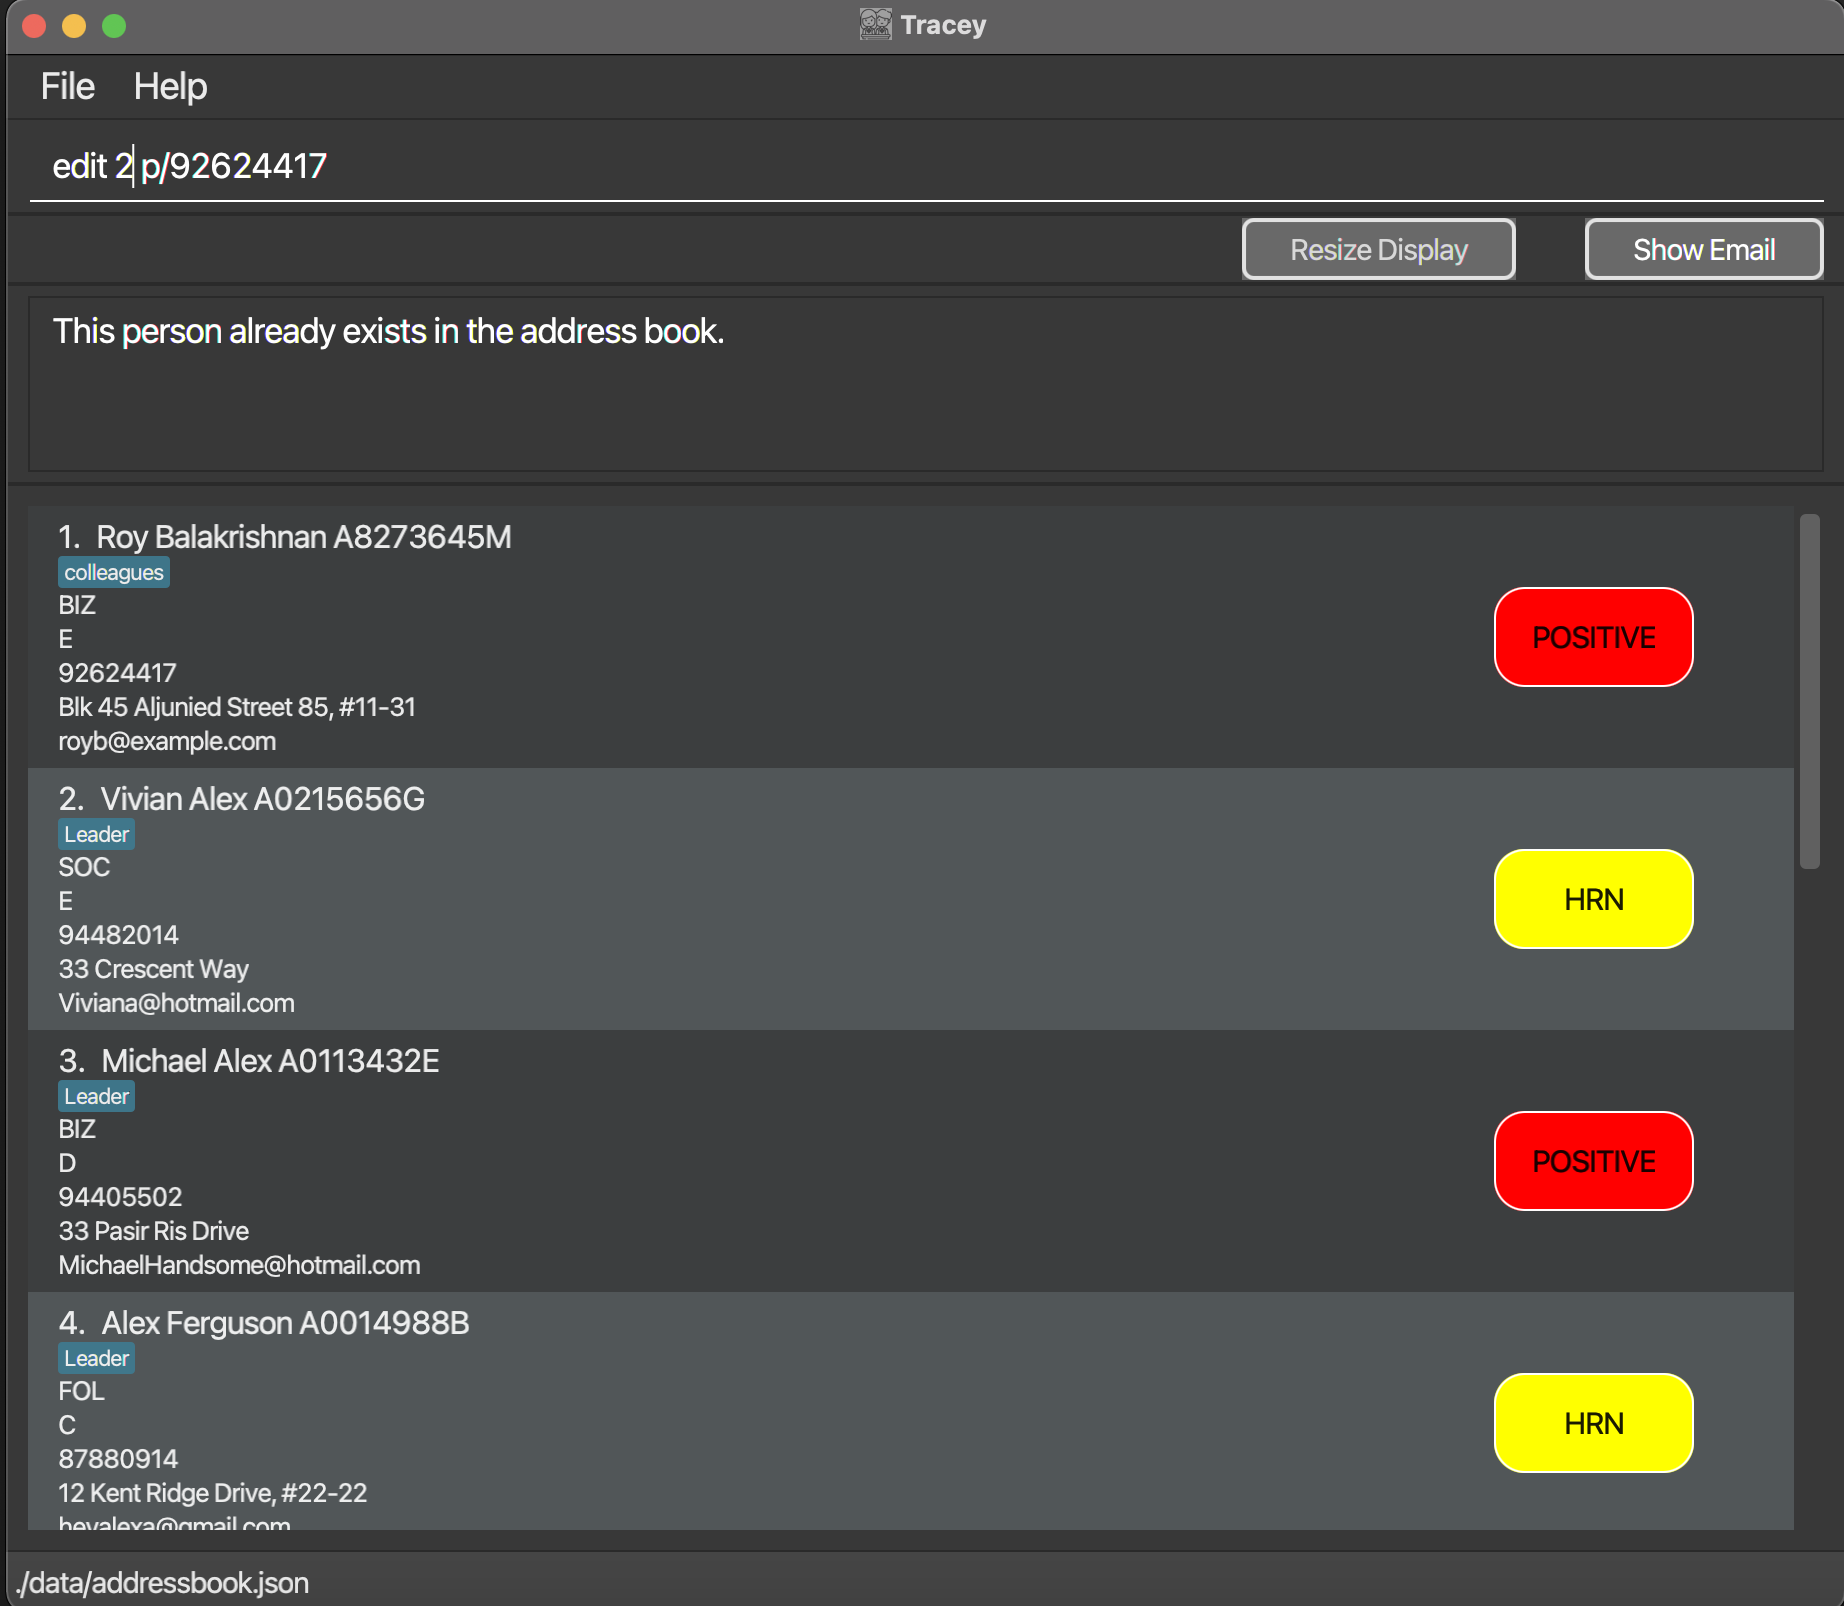 Tracey
File Help
edit 2 p/92624417
Resize Display Show Email
This person already exists in the address book.
1. Roy Balakrishnan A8273645M
colleagues
BIZ
E
92624417
Blk 45 Aljunied Street 85, #11-31
royb@example.com
POSITIVE
2. Vivian Alex A0215656G
Leader
SOC
E
94482014
33 Crescent Way
Viviana@hotmail.com
HRN
3. Michael Alex A0113432E
Leader
BIZ
D
94405502
33 Pasir Ris Drive
MichaelHandsome@hotmail.com
POSITIVE
4. Alex Ferguson A0014988B
Leader
FOL
C
87880914
12 Kent Ridge Drive, #22-22
heyalexa@gmail.com
HRN
./data/addressbook.json